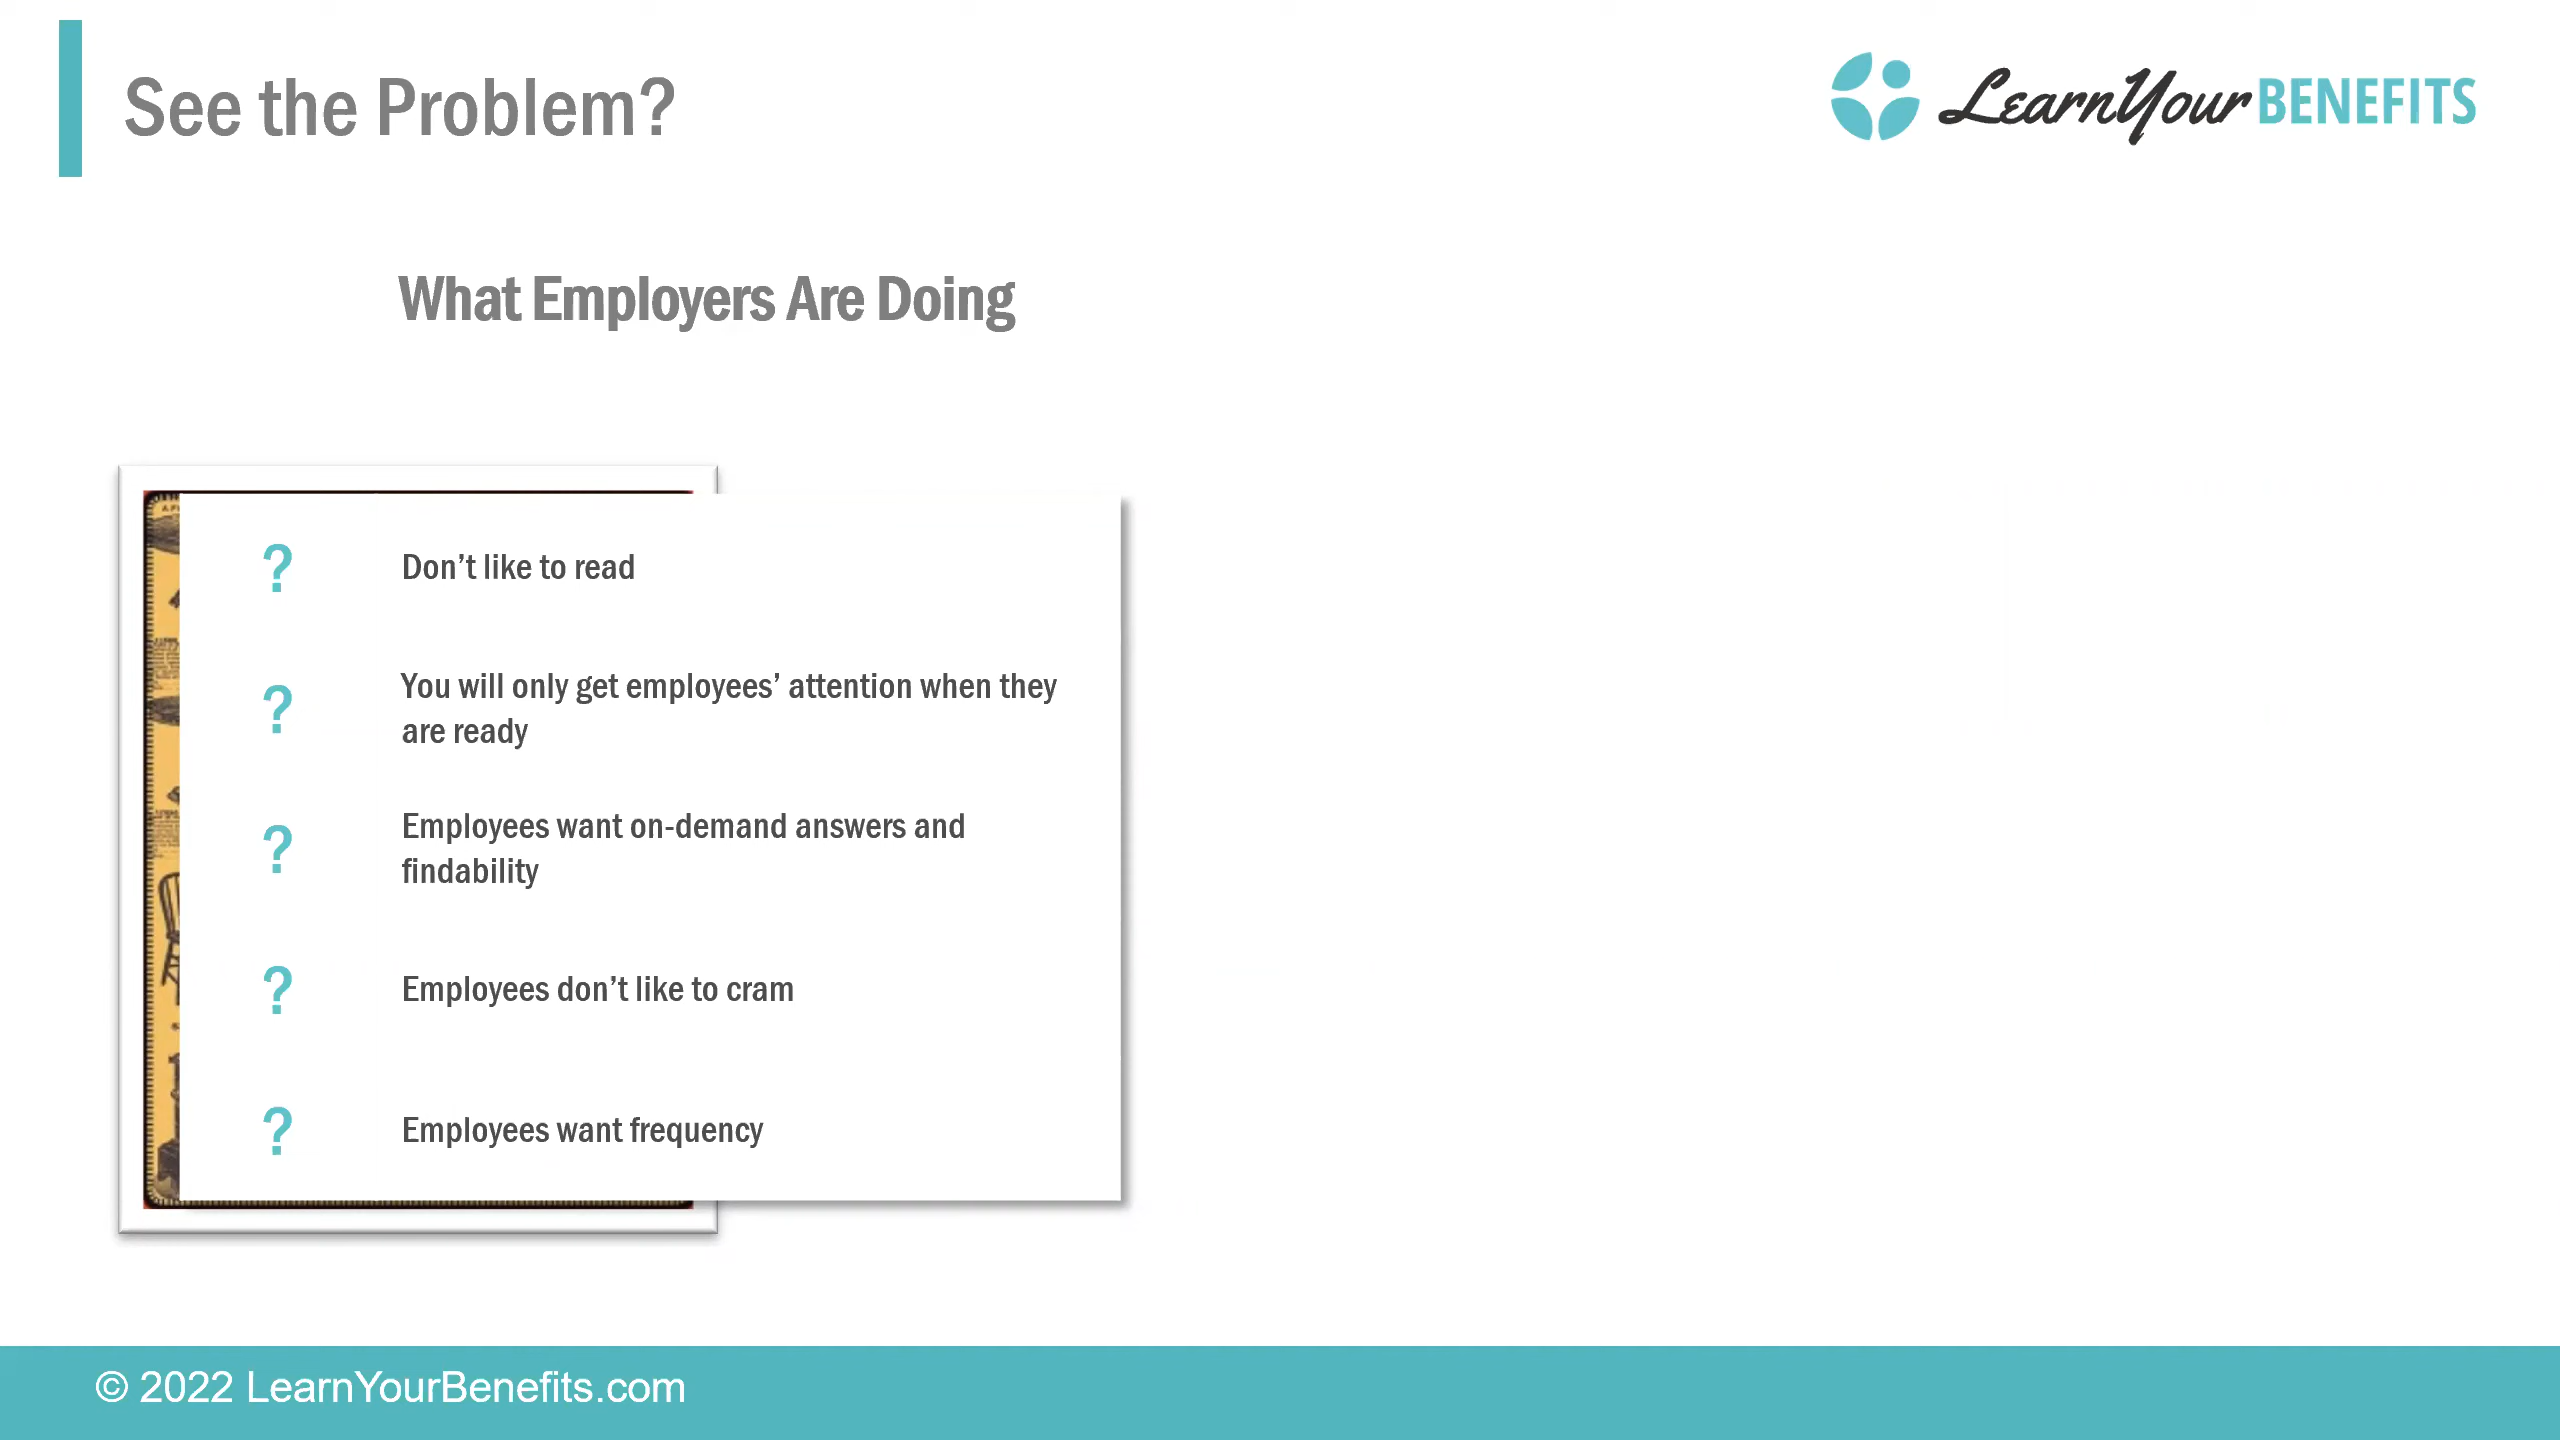 See the Problem?
LearnYourBENEFITS
What Employers Are Doing
? Don’t like to read
? You will only get employees’ attention when they
are ready
? Employees want on-demand answers and
findability
? Employees don’t like to cram
? Employees want frequency
© 2022 LearnYourBenefits.com